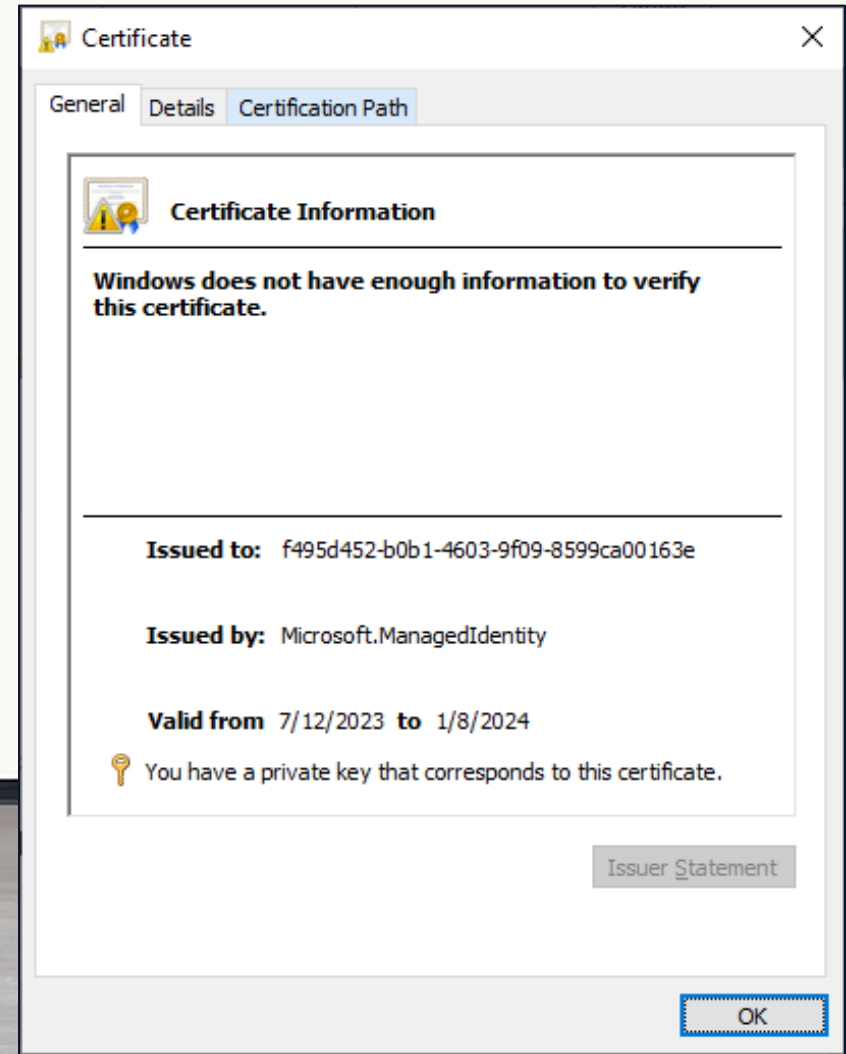 Certificate
General Details Certification Path
Certificate Information
Windows does not have enough information to verify
this certificate.
Issued to: f495d452-b0b1-4603-9f09-8599ca00163e
Issued by: Microsoft.ManagedIdentity
Valid from 7/12/2023 to 1/8/2024
You have a private key that corresponds to this certificate.
Issuer Statement
OK